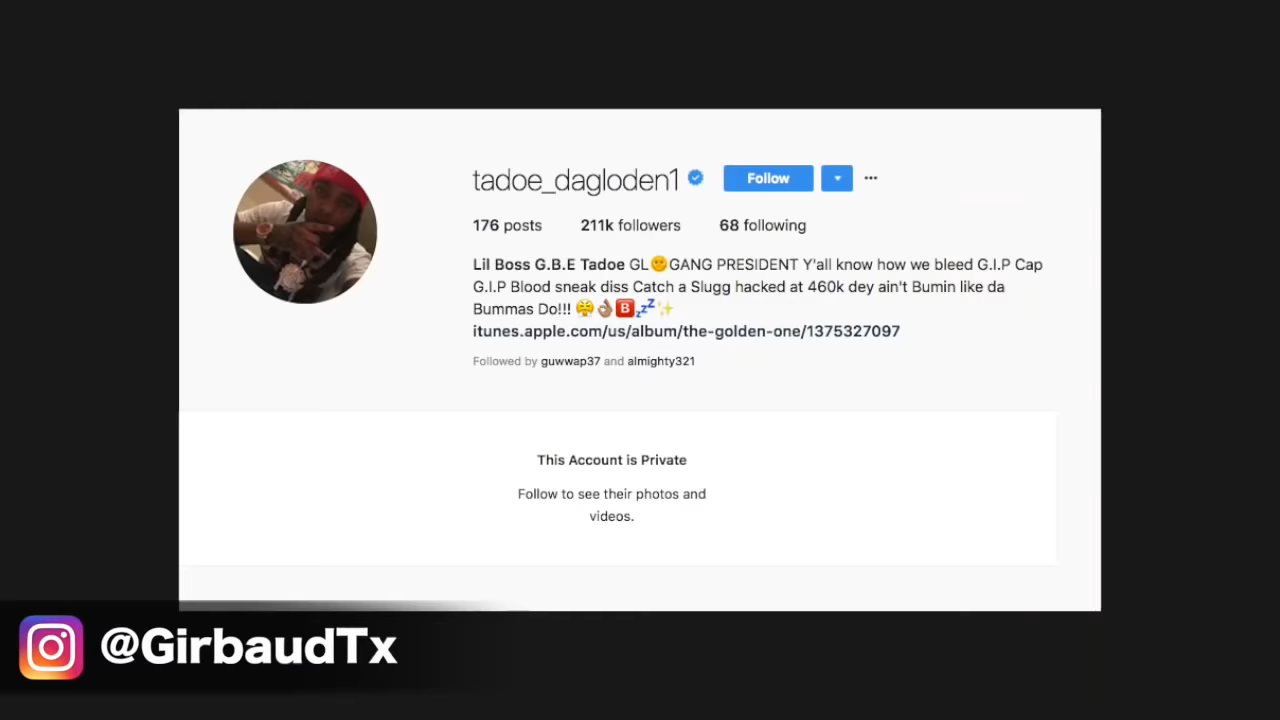 tadoe_dagloden1 Follow
176 posts 211k followers 68 following
Lil Boss G.B.E Tadoe GL🌞GANG PRESIDENT Y'all know how we bleed G.I.P Cap
G.I.P Blood sneak diss Catch a Slugg hacked at 460k dey ain't Bumin like da
Bummas Do!!! 😤👌🏽🅱️💤✨
itunes.apple.com/us/album/the-golden-one/1375327097
Followed by guwwap37 and almighty321
This Account is Private
Follow to see their photos and
videos.
@GirbaudTx